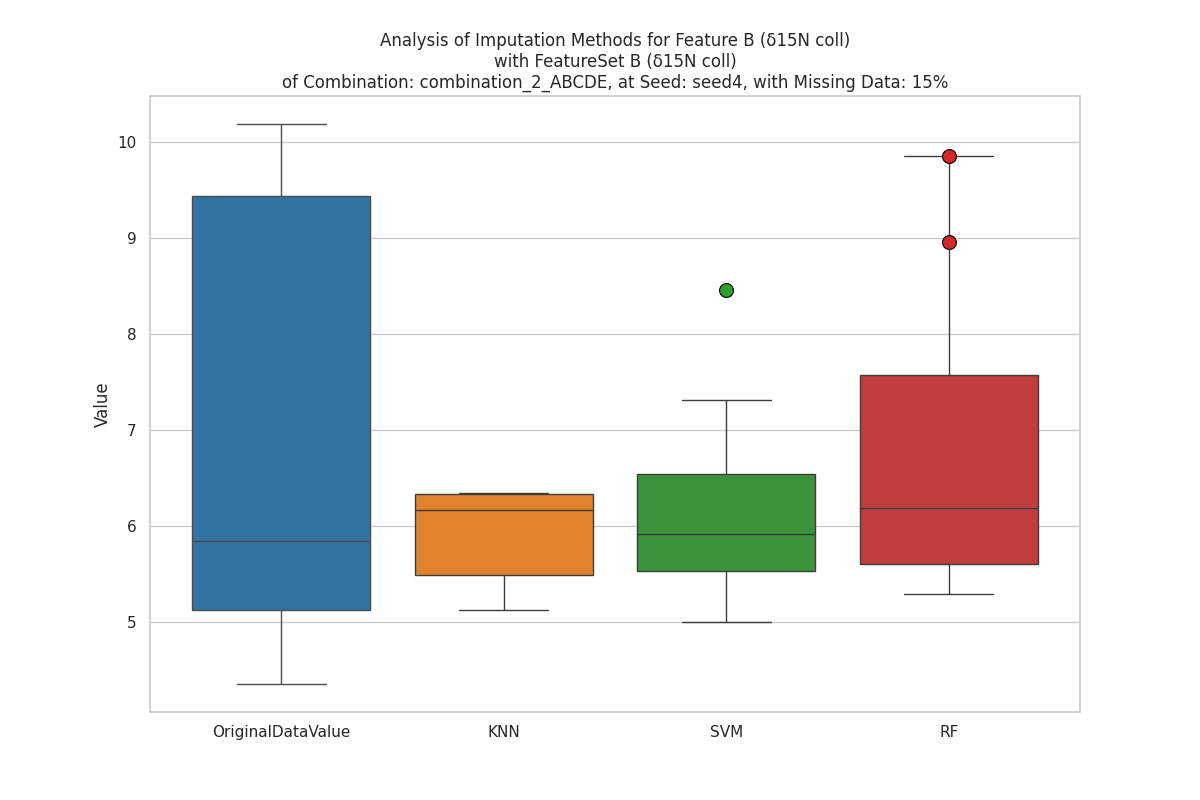 Analysis of Imputation Methods for Feature B (δ15N coll)
with FeatureSet B (δ15N coll)
of Combination: combination_2_ABCDE, at Seed: seed4, with Missing Data: 15%
10
9
8
7
6
5
Value
OriginalDataValue
KNN
SVM
RF